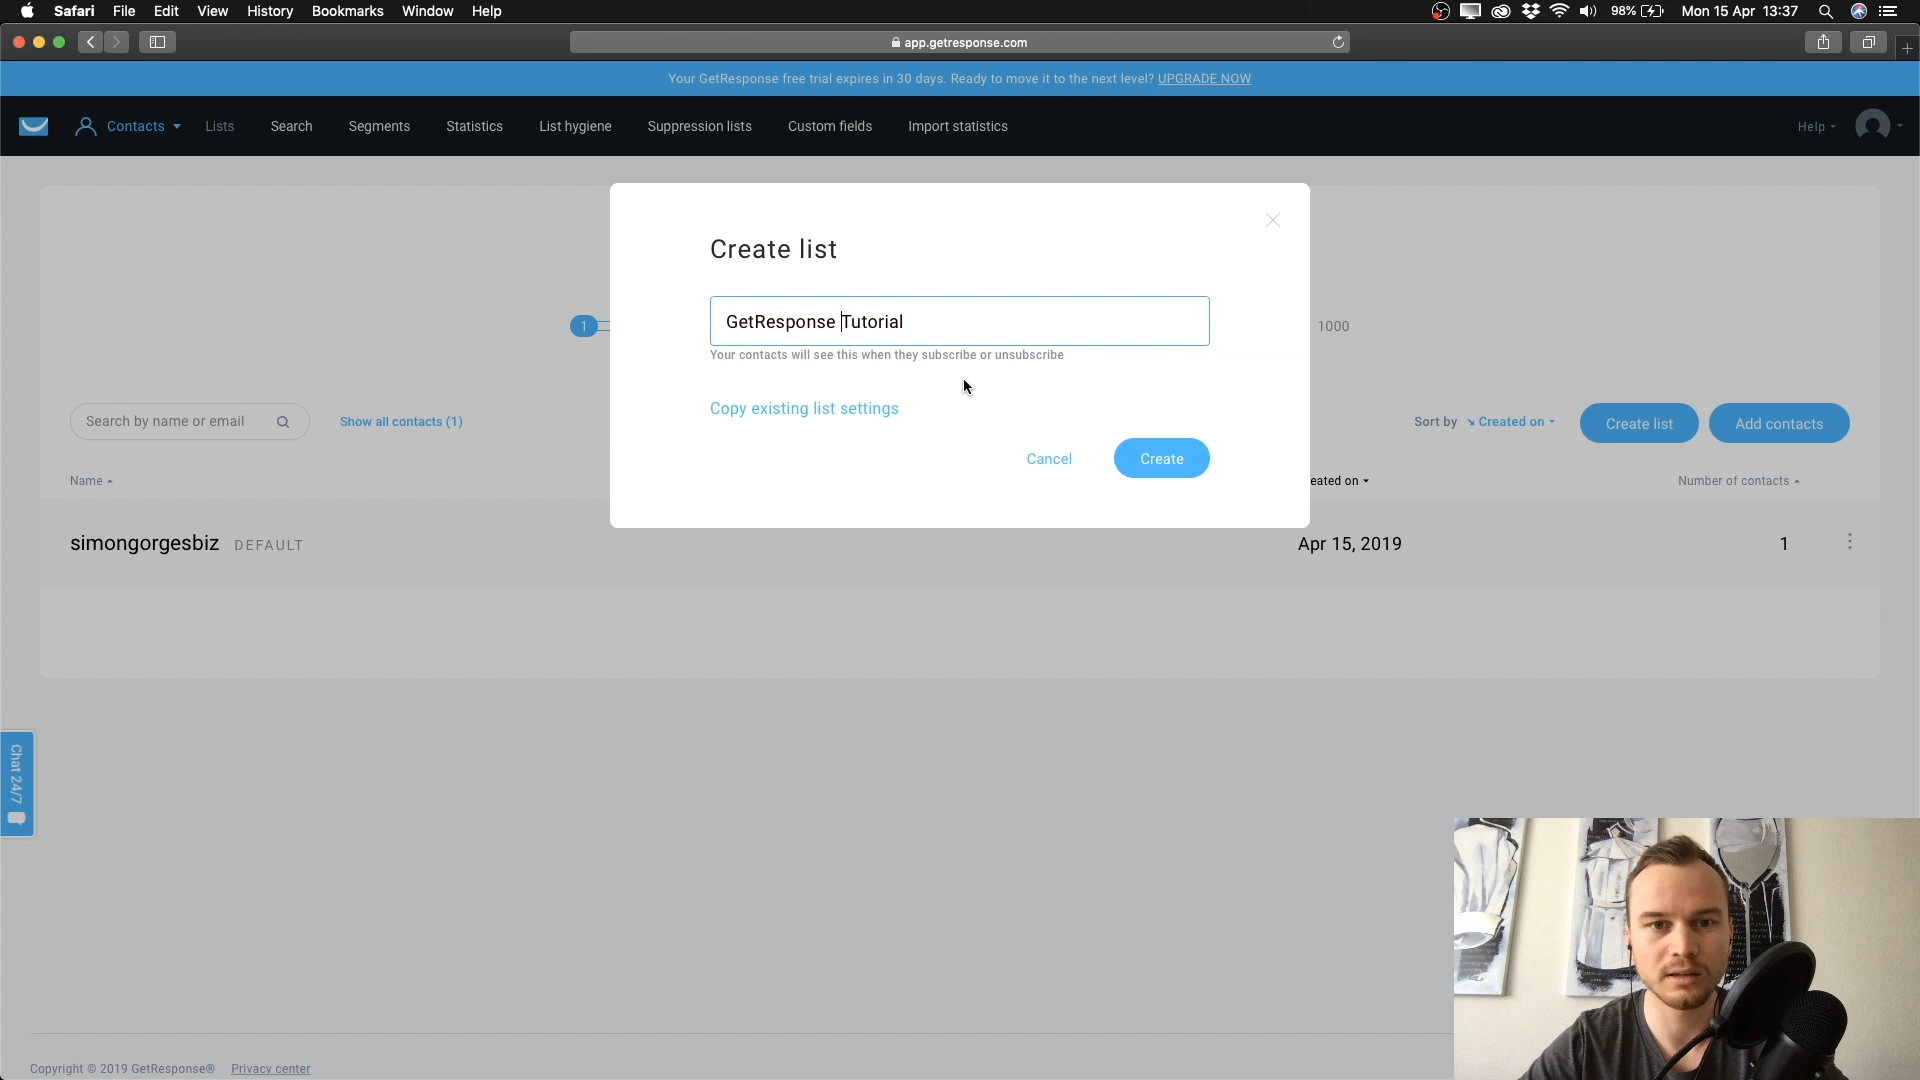 Safari File Edit View History Bookmarks Window Help 98% Mon 15 Apr 13:37
app.getresponse.com
Your GetResponse free trial expires in 30 days. Ready to move it to the next level? UPGRADE NOW
Contacts Lists Search Segments Statistics List hygiene Suppression lists Custom fields Import statistics Help
Create list
GetResponse Tutorial
Your contacts will see this when they subscribe or unsubscribe
1 1000
Copy existing list settings
Search by name or email Show all contacts (1) Sort by Created on Create list Add contacts
Cancel Create
Name eated on Number of contacts
simongorgesbiz DEFAULT Apr 15, 2019 1
Chat 24/7
Copyright © 2019 GetResponse® Privacy center